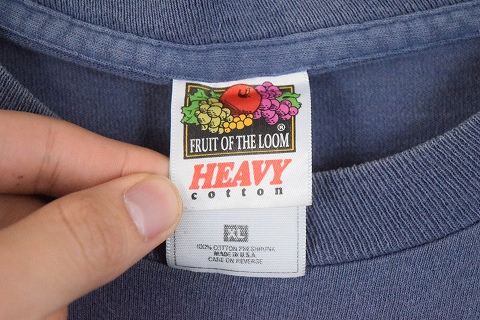 FRUIT OF THE LOOM ®
HEAVY
cotton
XL
100% COTTON PRESHRUNK
MADE IN U.S.A.
CARE ON REVERSE